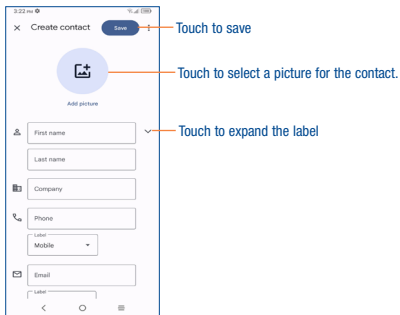 3:22 PM
Create contact
Save
Touch to save
Touch to select a picture for the contact.
Add picture
First name
Touch to expand the label
Last name
Company
Phone
Label
Mobile
Email
Label